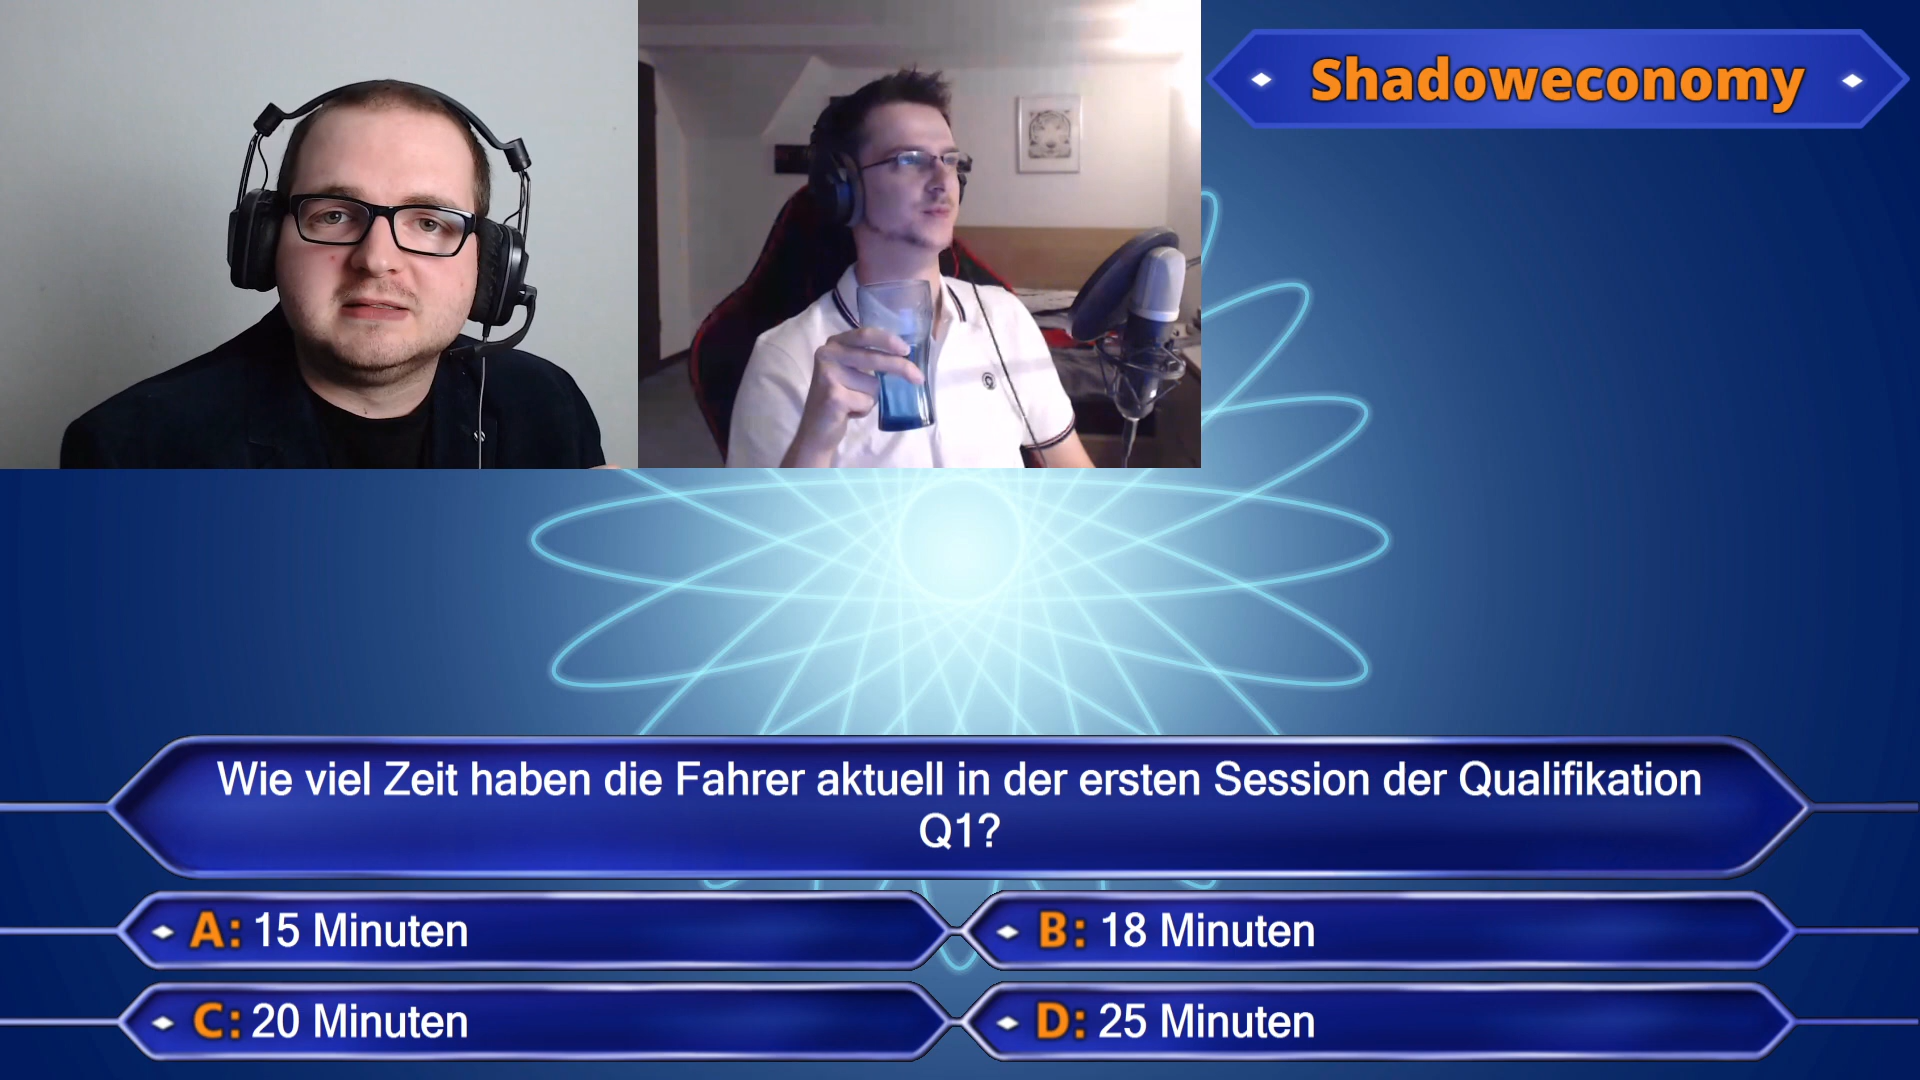 Shadoweconomy
Wie viel Zeit haben die Fahrer aktuell in der ersten Session der Qualifikation
Q1?
A: 15 Minuten
B: 18 Minuten
C: 20 Minuten
D: 25 Minuten